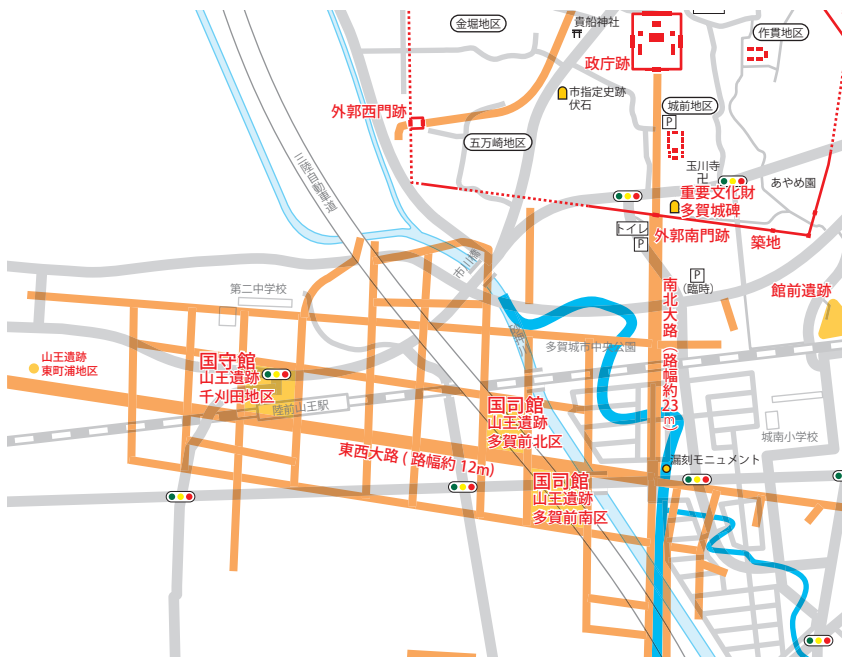 金堀地区
貴船神社
作貫地区
政庁跡
市指定史跡
伏石
城前地区
P
外郭西門跡
五万崎地区
玉川寺
あやめ園
重要文化財
多賀城碑
トイレ
P
外郭南門跡
築地
三陸自動車道
市川橋
P
（臨時）
館前遺跡
南北大路（路幅約23m）
第二中学校
多賀城市中央公園
山王遺跡
東町浦地区
国守館
山王遺跡
千刈田地区
陸前山王駅
国司館
山王遺跡
多賀前北区
城南小学校
東西大路（路幅約12m）
漏刻モニュメント
国司館
山王遺跡
多賀前南区